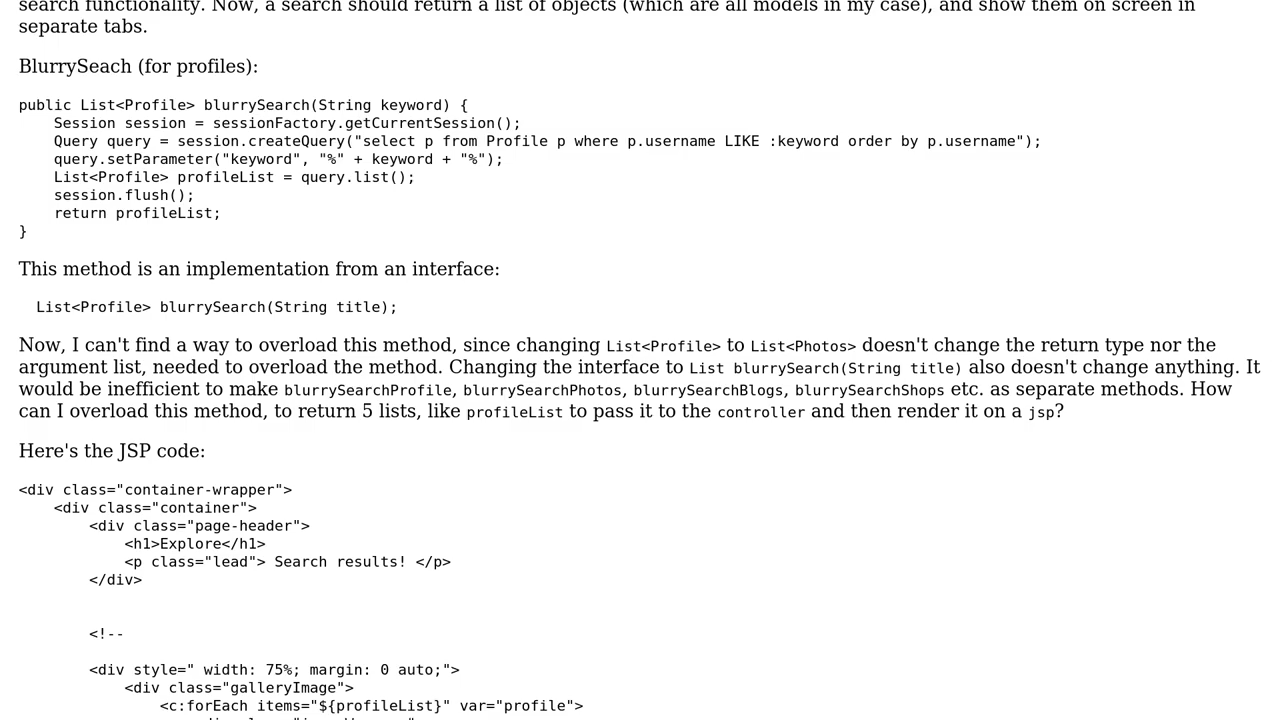 search functionality. Now, a search should return a list of objects (which are all models in my case), and show them on screen in
separate tabs.
BlurrySeach (for profiles):
public List<Profile> blurrySearch(String keyword) {
    Session session = sessionFactory.getCurrentSession();
    Query query = session.createQuery("select p from Profile p where p.username LIKE :keyword order by p.username");
    query.setParameter("keyword", "%" + keyword + "%");
    List<Profile> profileList = query.list();
    session.flush();
    return profileList;
}
This method is an implementation from an interface:
  List<Profile> blurrySearch(String title);
Now, I can't find a way to overload this method, since changing List<Profile> to List<Photos> doesn't change the return type nor the
argument list, needed to overload the method. Changing the interface to List blurrySearch(String title) also doesn't change anything. It
would be inefficient to make blurrySearchProfile, blurrySearchPhotos, blurrySearchBlogs, blurrySearchShops etc. as separate methods. How
can I overload this method, to return 5 lists, like profileList to pass it to the controller and then render it on a jsp?
Here's the JSP code:
<div class="container-wrapper">
    <div class="container">
        <div class="page-header">
            <h1>Explore</h1>
            <p class="lead"> Search results! </p>
        </div>
        <!--
        <div style=" width: 75%; margin: 0 auto;">
            <div class="galleryImage">
                <c:forEach items="${profileList}" var="profile">